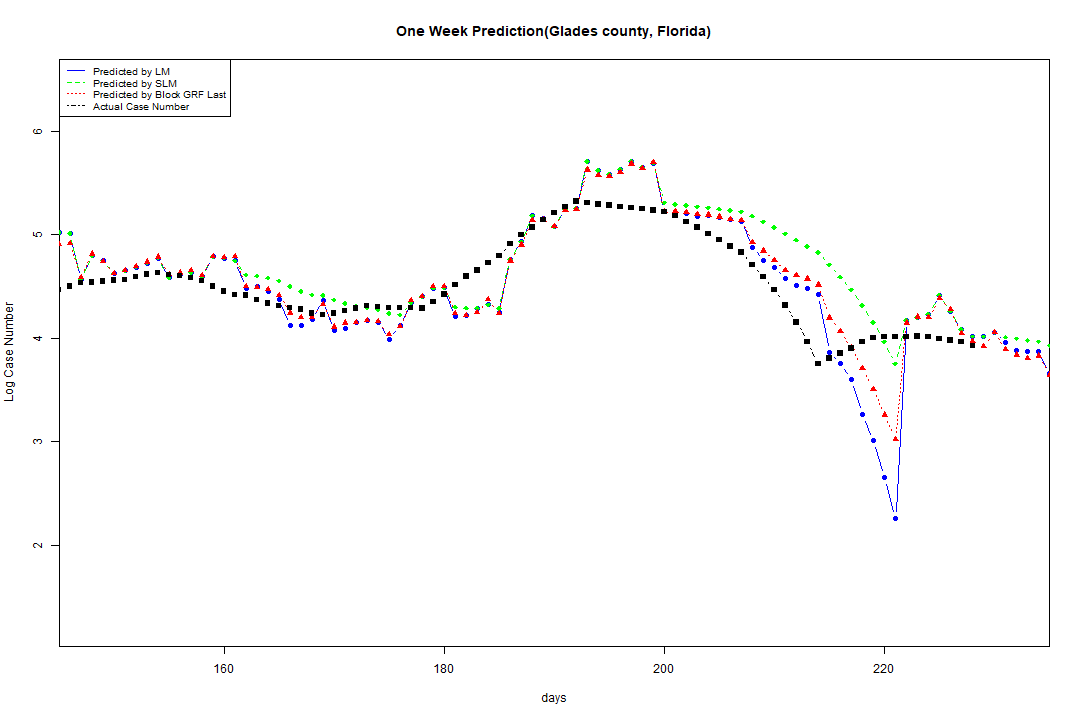 One Week Prediction(Glades county, Florida)
Predicted by LM
Predicted by SLM
Predicted by Block GRF Last
Actual Case Number
6
5
4
3
2
Log Case Number
160 180 200 220
days